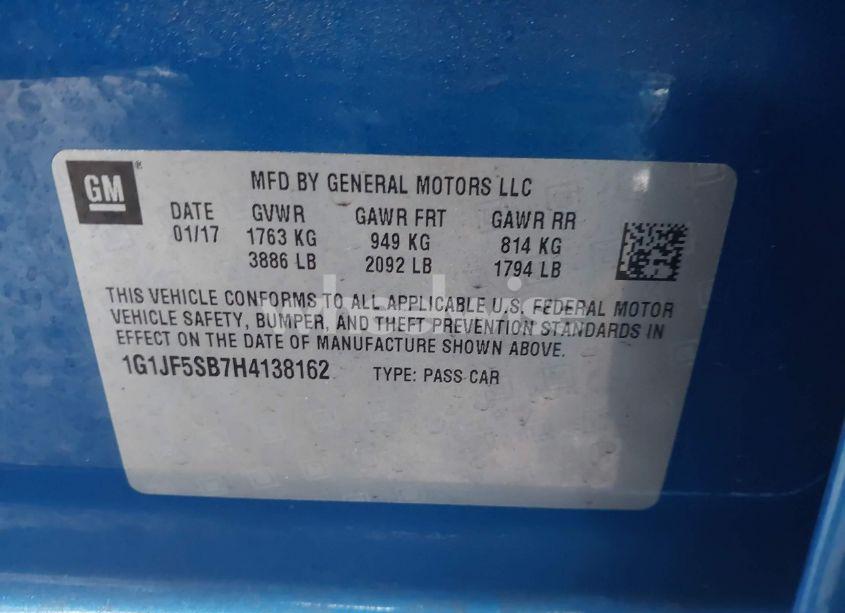 GM ®
MFD BY GENERAL MOTORS LLC
DATE GVWR GAWR FRT GAWR RR
01/17 1763 KG 949 KG 814 KG
3886 LB 2092 LB 1794 LB
THIS VEHICLE CONFORMS TO ALL APPLICABLE U.S. FEDERAL MOTOR
VEHICLE SAFETY, BUMPER, AND THEFT PREVENTION STANDARDS IN
EFFECT ON THE DATE OF MANUFACTURE SHOWN ABOVE.
1G1JF5SB7H4138162 TYPE: PASS CAR